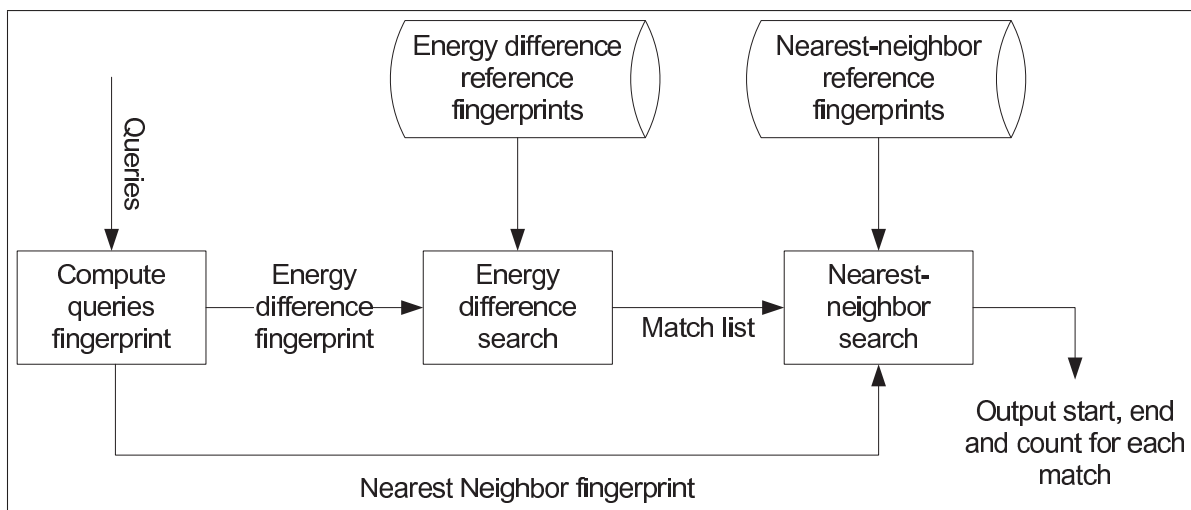 Energy difference
reference
fingerprints
Nearest-neighbor
reference
fingerprints
Queries
Compute
queries
fingerprint
Energy
difference
fingerprint
Energy
difference
search
Match list
Nearest-
neighbor
search
Output start, end
and count for each
match
Nearest Neighbor fingerprint